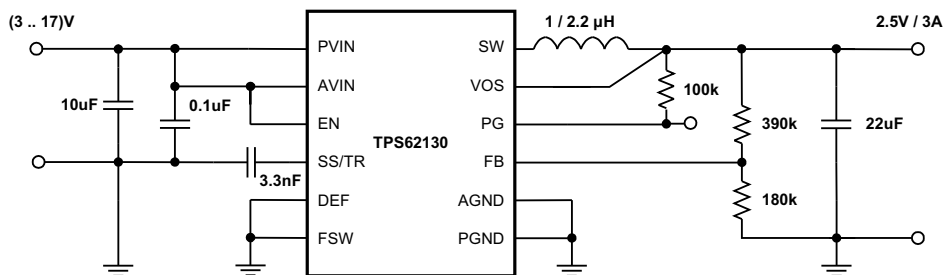 (3 .. 17)V
1 / 2.2 µH
2.5V / 3A
PVIN
SW
AVIN
VOS
100k
10uF
0.1uF
EN
PG
390k
22uF
TPS62130
SS/TR
FB
3.3nF
180k
DEF
AGND
FSW
PGND